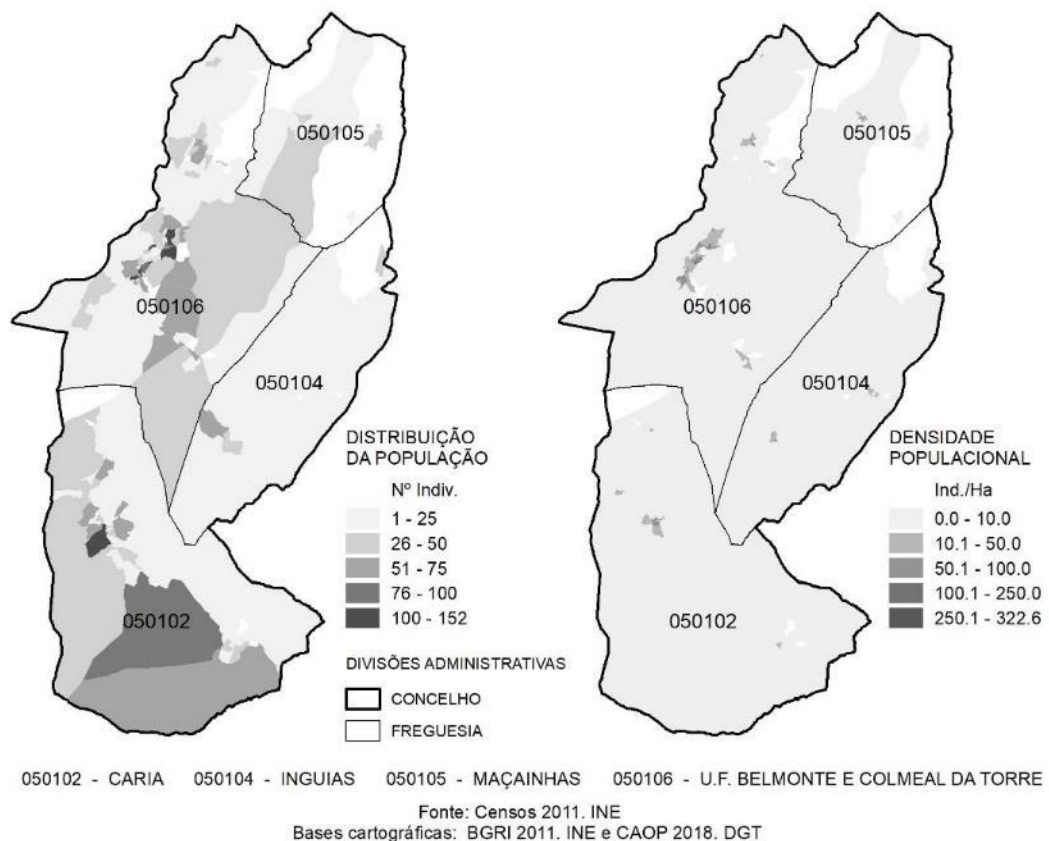 050105
050106
050104
050102
DISTRIBUIÇÃO
DA POPULAÇÃO
Nº Indiv.
1 - 25
26 - 50
51 - 75
76 - 100
100 - 152
DIVISÕES ADMINISTRATIVAS
CONCELHO
FREGUESIA
050105
050106
050104
050102
DENSIDADE
POPULACIONAL
Ind./Ha
0.0 - 10.0
10.1 - 50.0
50.1 - 100.0
100.1 - 250.0
250.1 - 322.6
050102 - CARIA 050104 - INGUIAS 050105 - MAÇAINHAS 050106 - U.F. BELMONTE E COLMEAL DA TORRE
Fonte: Censos 2011. INE
Bases cartográficas: BGRI 2011. INE e CAOP 2018. DGT